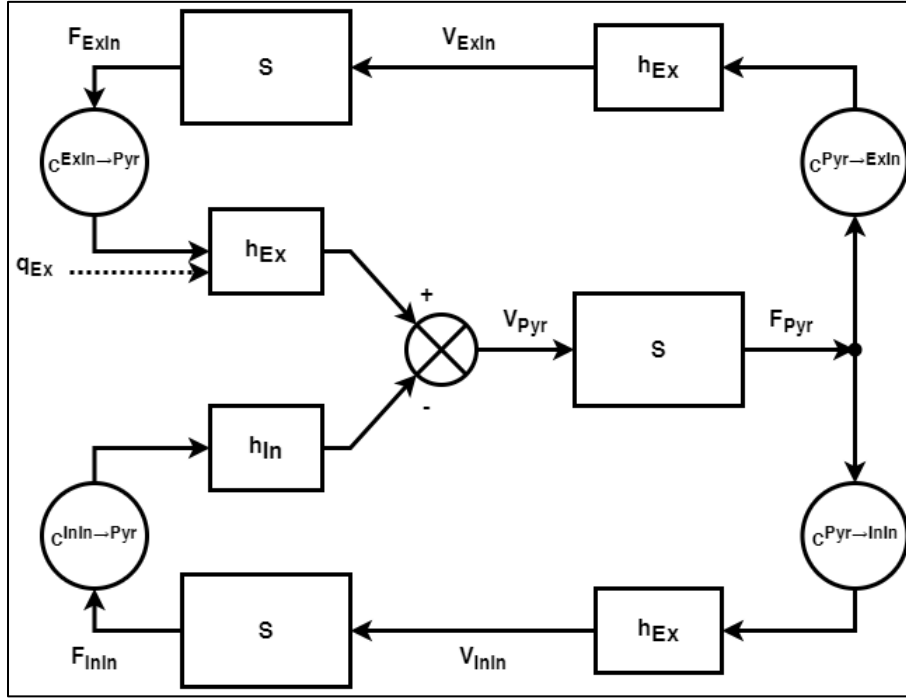 F_ExIn
S
V_ExIn
h_Ex
c^ExIn→Pyr
c^Pyr→ExIn
q_Ex
h_Ex
+
V_Pyr
S
F_Pyr
-
h_In
c^InIn→Pyr
c^Pyr→InIn
F_InIn
S
V_InIn
h_Ex